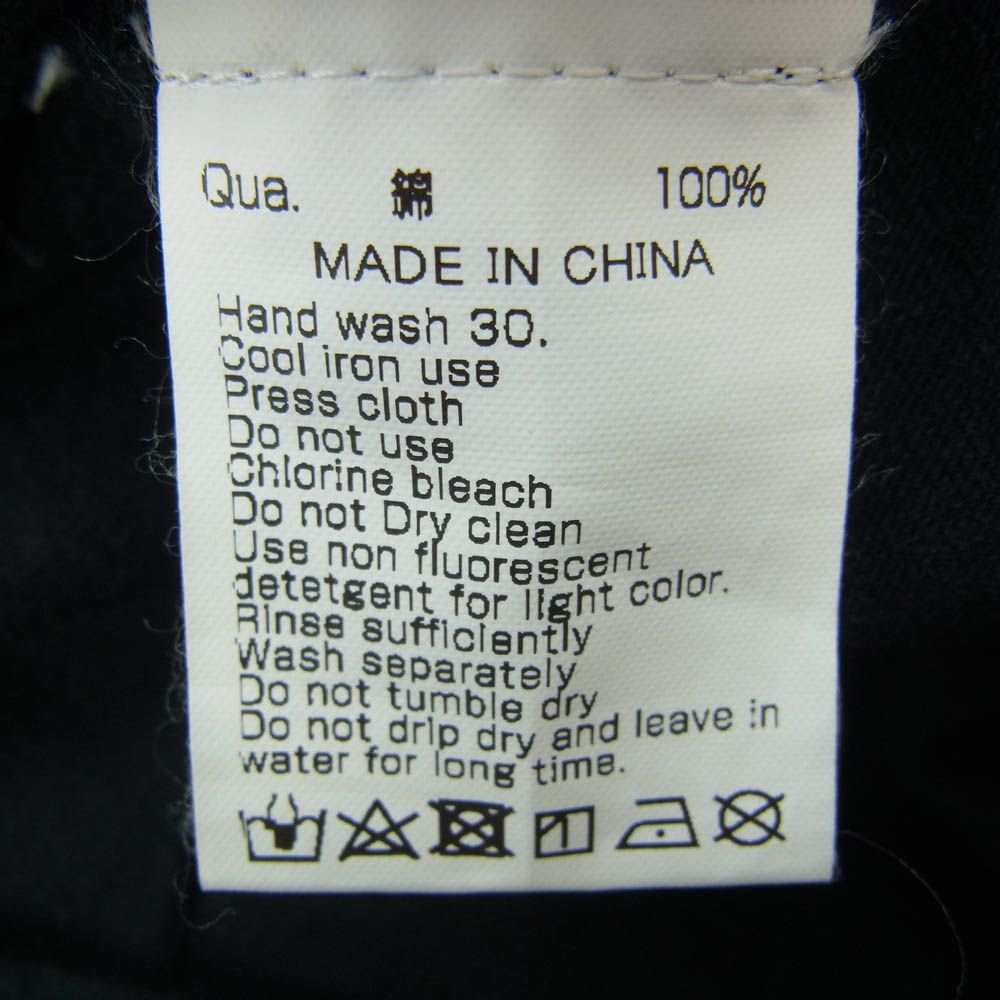 Qua. 綿 100%
MADE IN CHINA
Hand wash 30.
Cool iron use
Press cloth
Do not use
Chlorine bleach
Do not Dry clean
Use non fluorescent
detetgent for light color.
Rinse sufficiently
Wash separately
Do not tumble dry
Do not drip dry and leave in
water for long time.